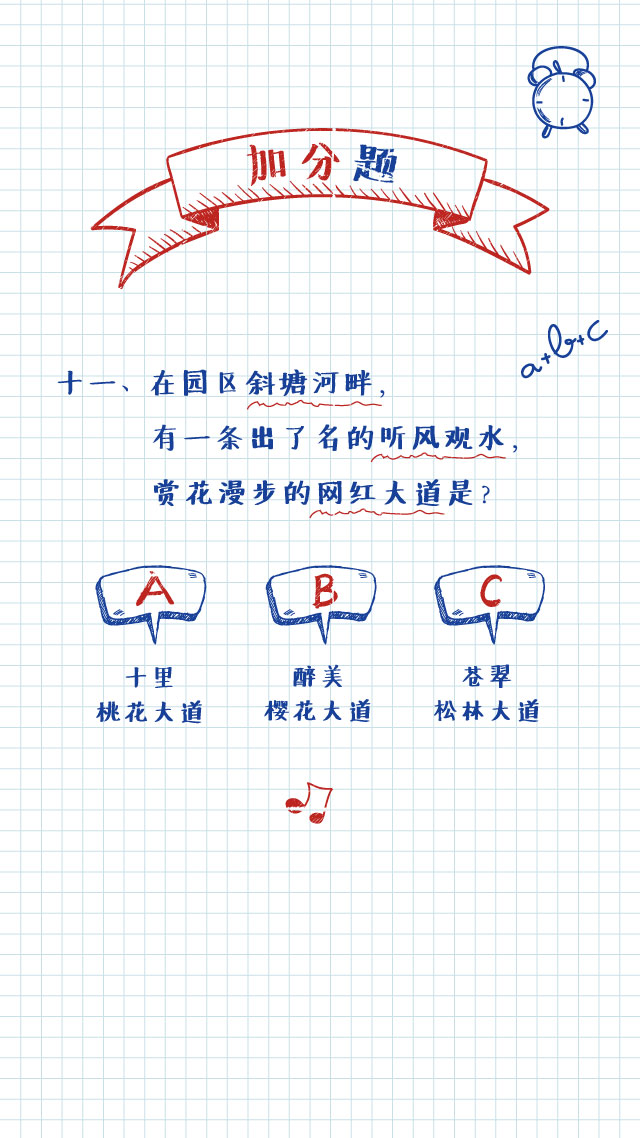 加分题
a+b+c
十一、在园区斜塘河畔,
有一条出了名的听风观水,
赏花漫步的网红大道是?
A B C
十里 醉美 苍翠
桃花大道 樱花大道 松林大道